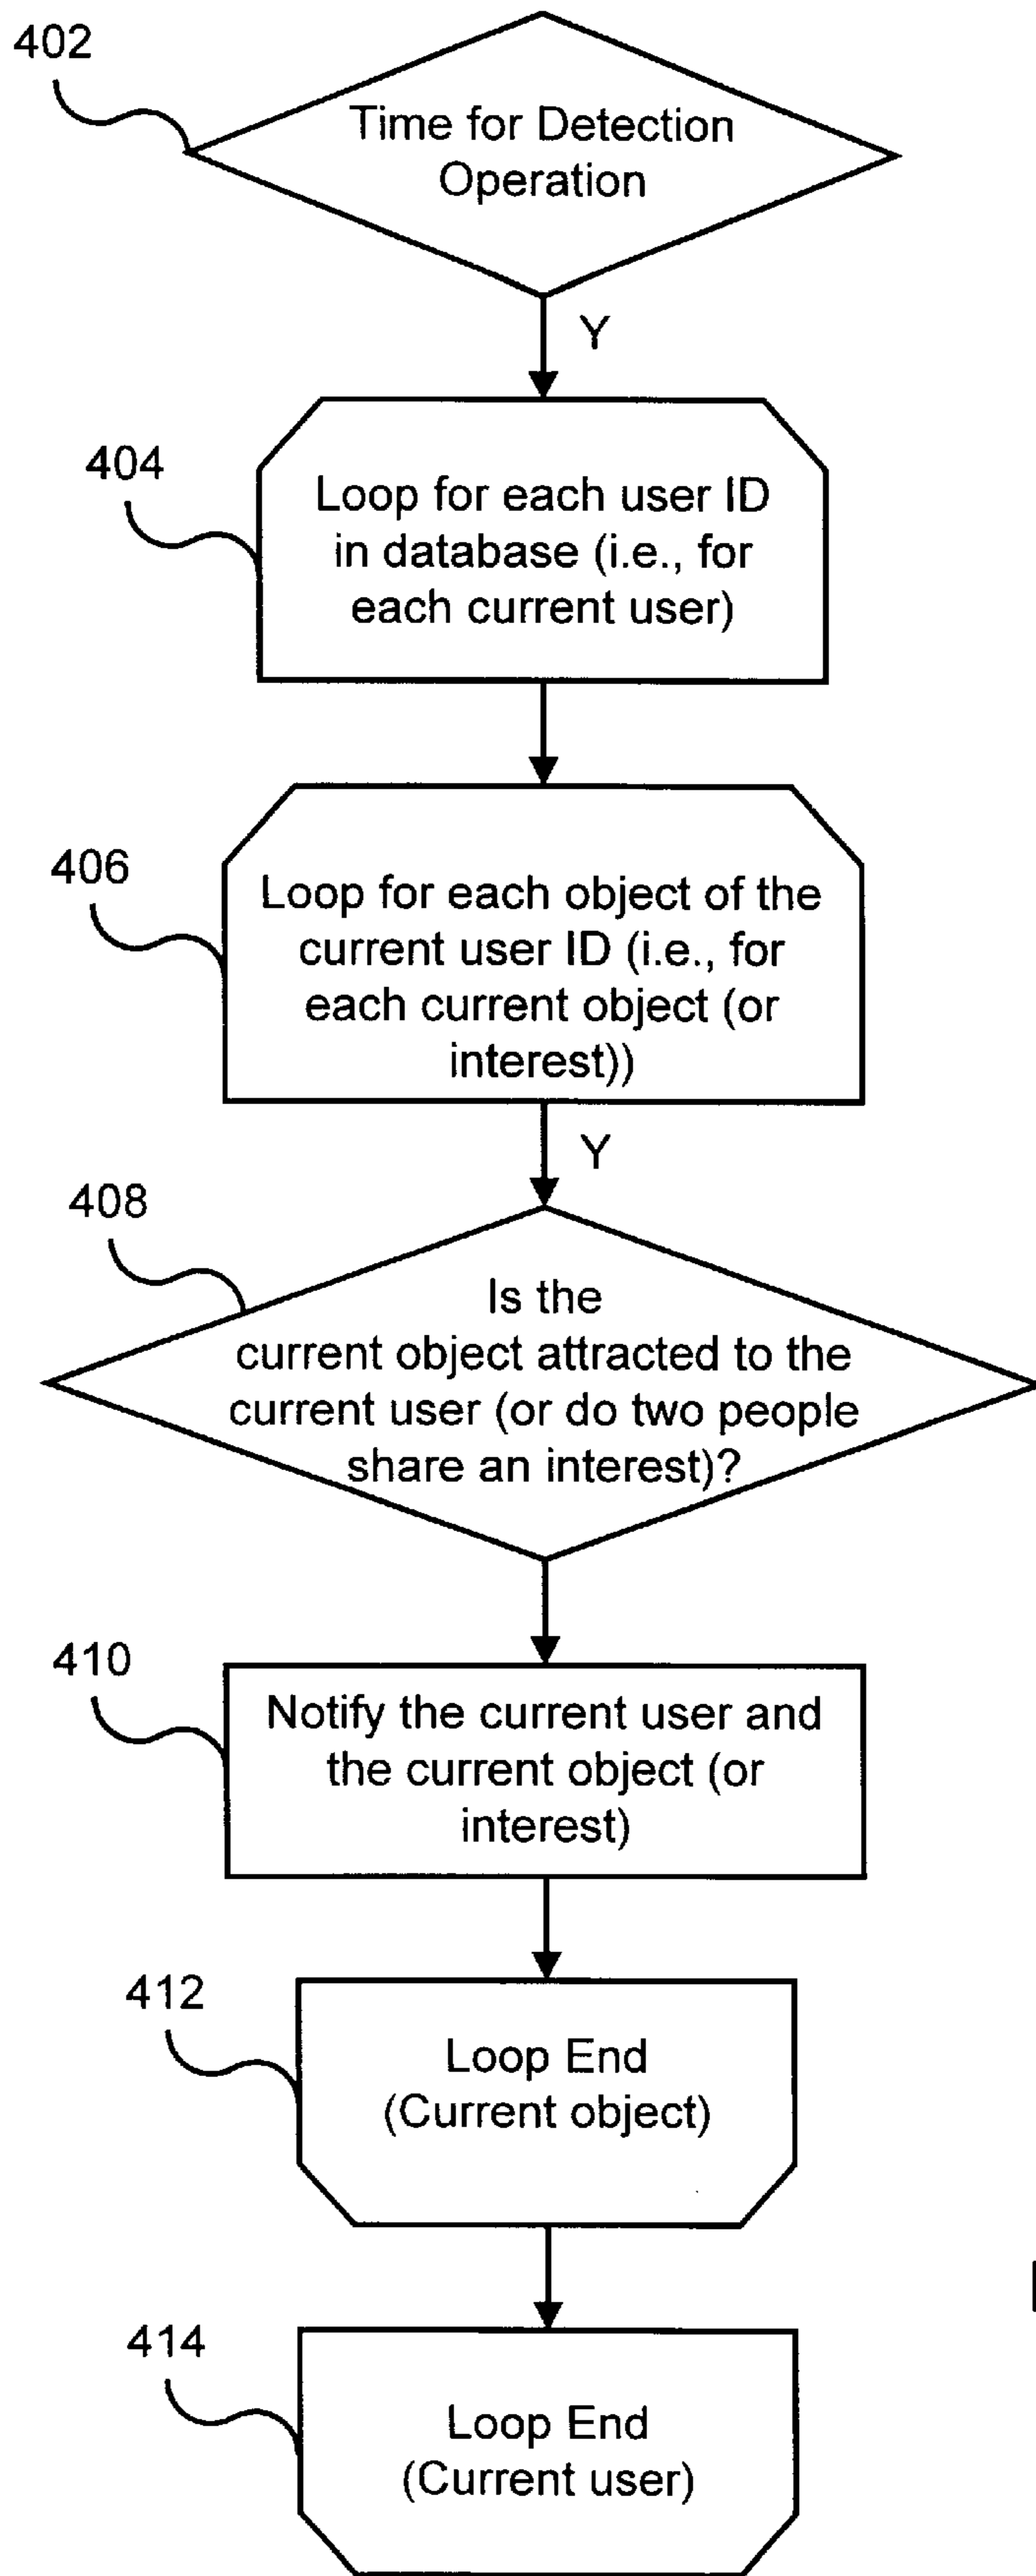 402
Time for Detection
Operation
Y
404
Loop for each user ID
in database (i.e., for
each current user)
406
Loop for each object of the
current user ID (i.e., for
each current object (or
interest))
Y
408
Is the
current object attracted to the
current user (or do two people
share an interest)?
410
Notify the current user and
the current object (or
interest)
412
Loop End
(Current object)
414
Loop End
(Current user)